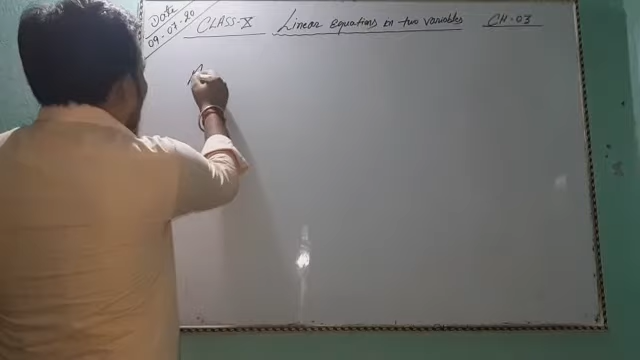 Date
09.07.20
CLASS-X Linear equations in two variables CH-03